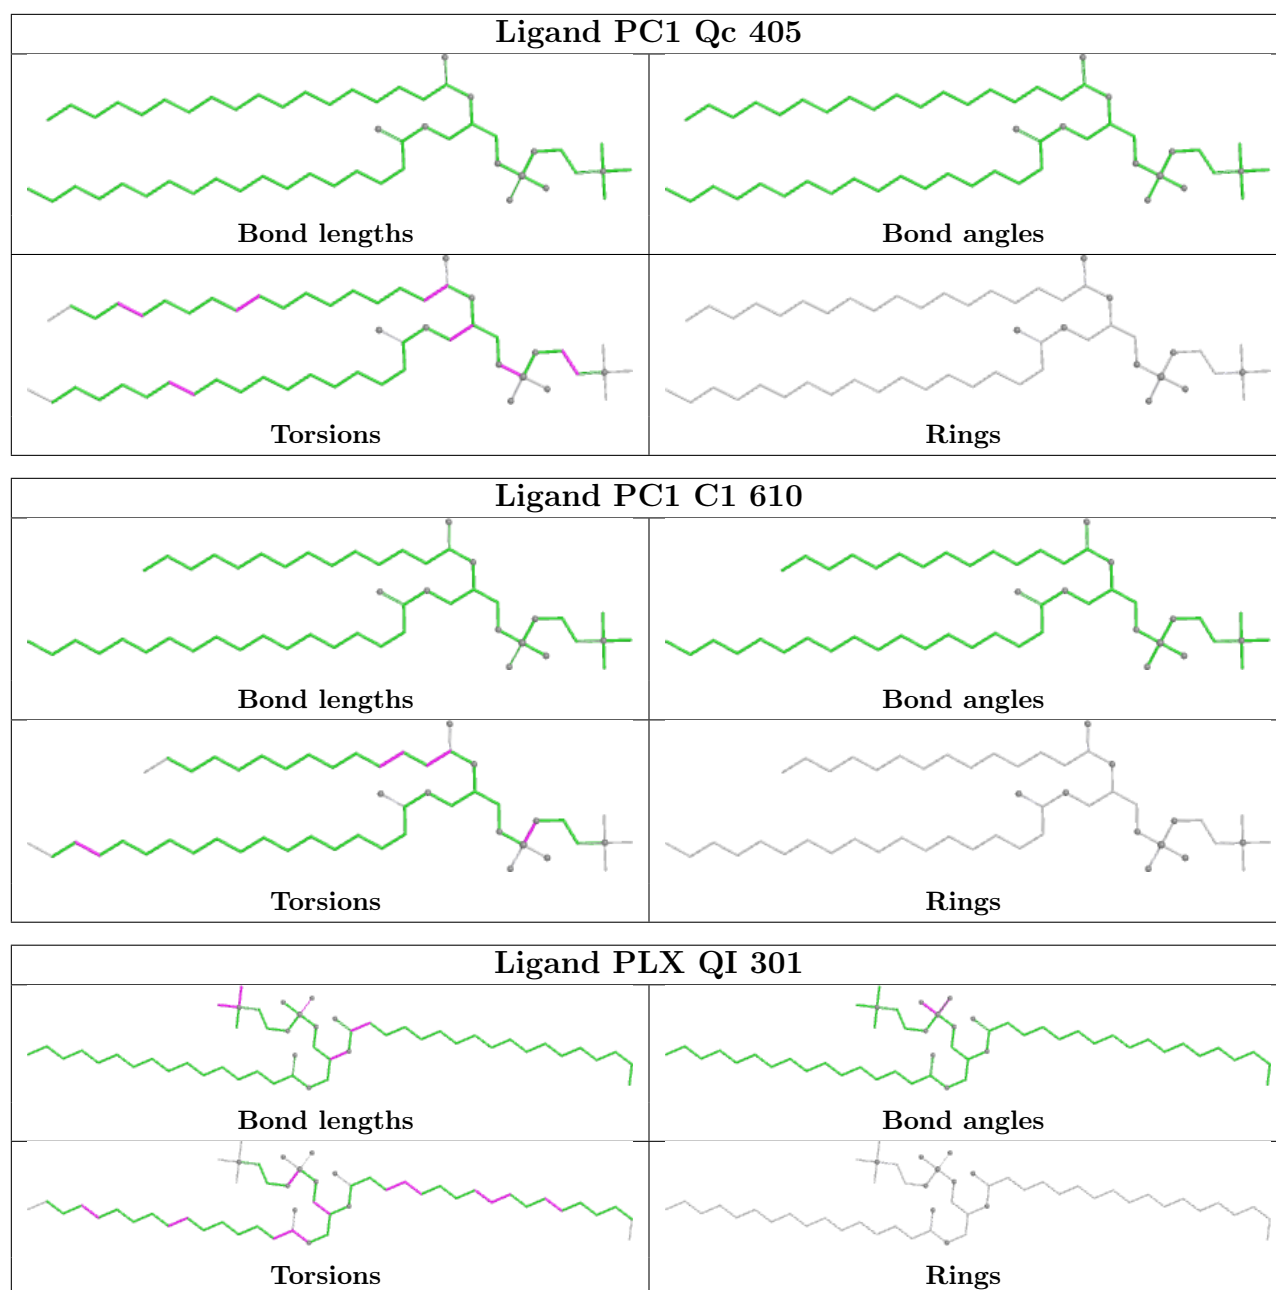 Ligand PC1 Qc 405
Bond lengths
Bond angles
Torsions
Rings
Ligand PC1 C1 610
Bond lengths
Bond angles
Torsions
Rings
Ligand PLX QI 301
Bond lengths
Bond angles
Torsions
Rings